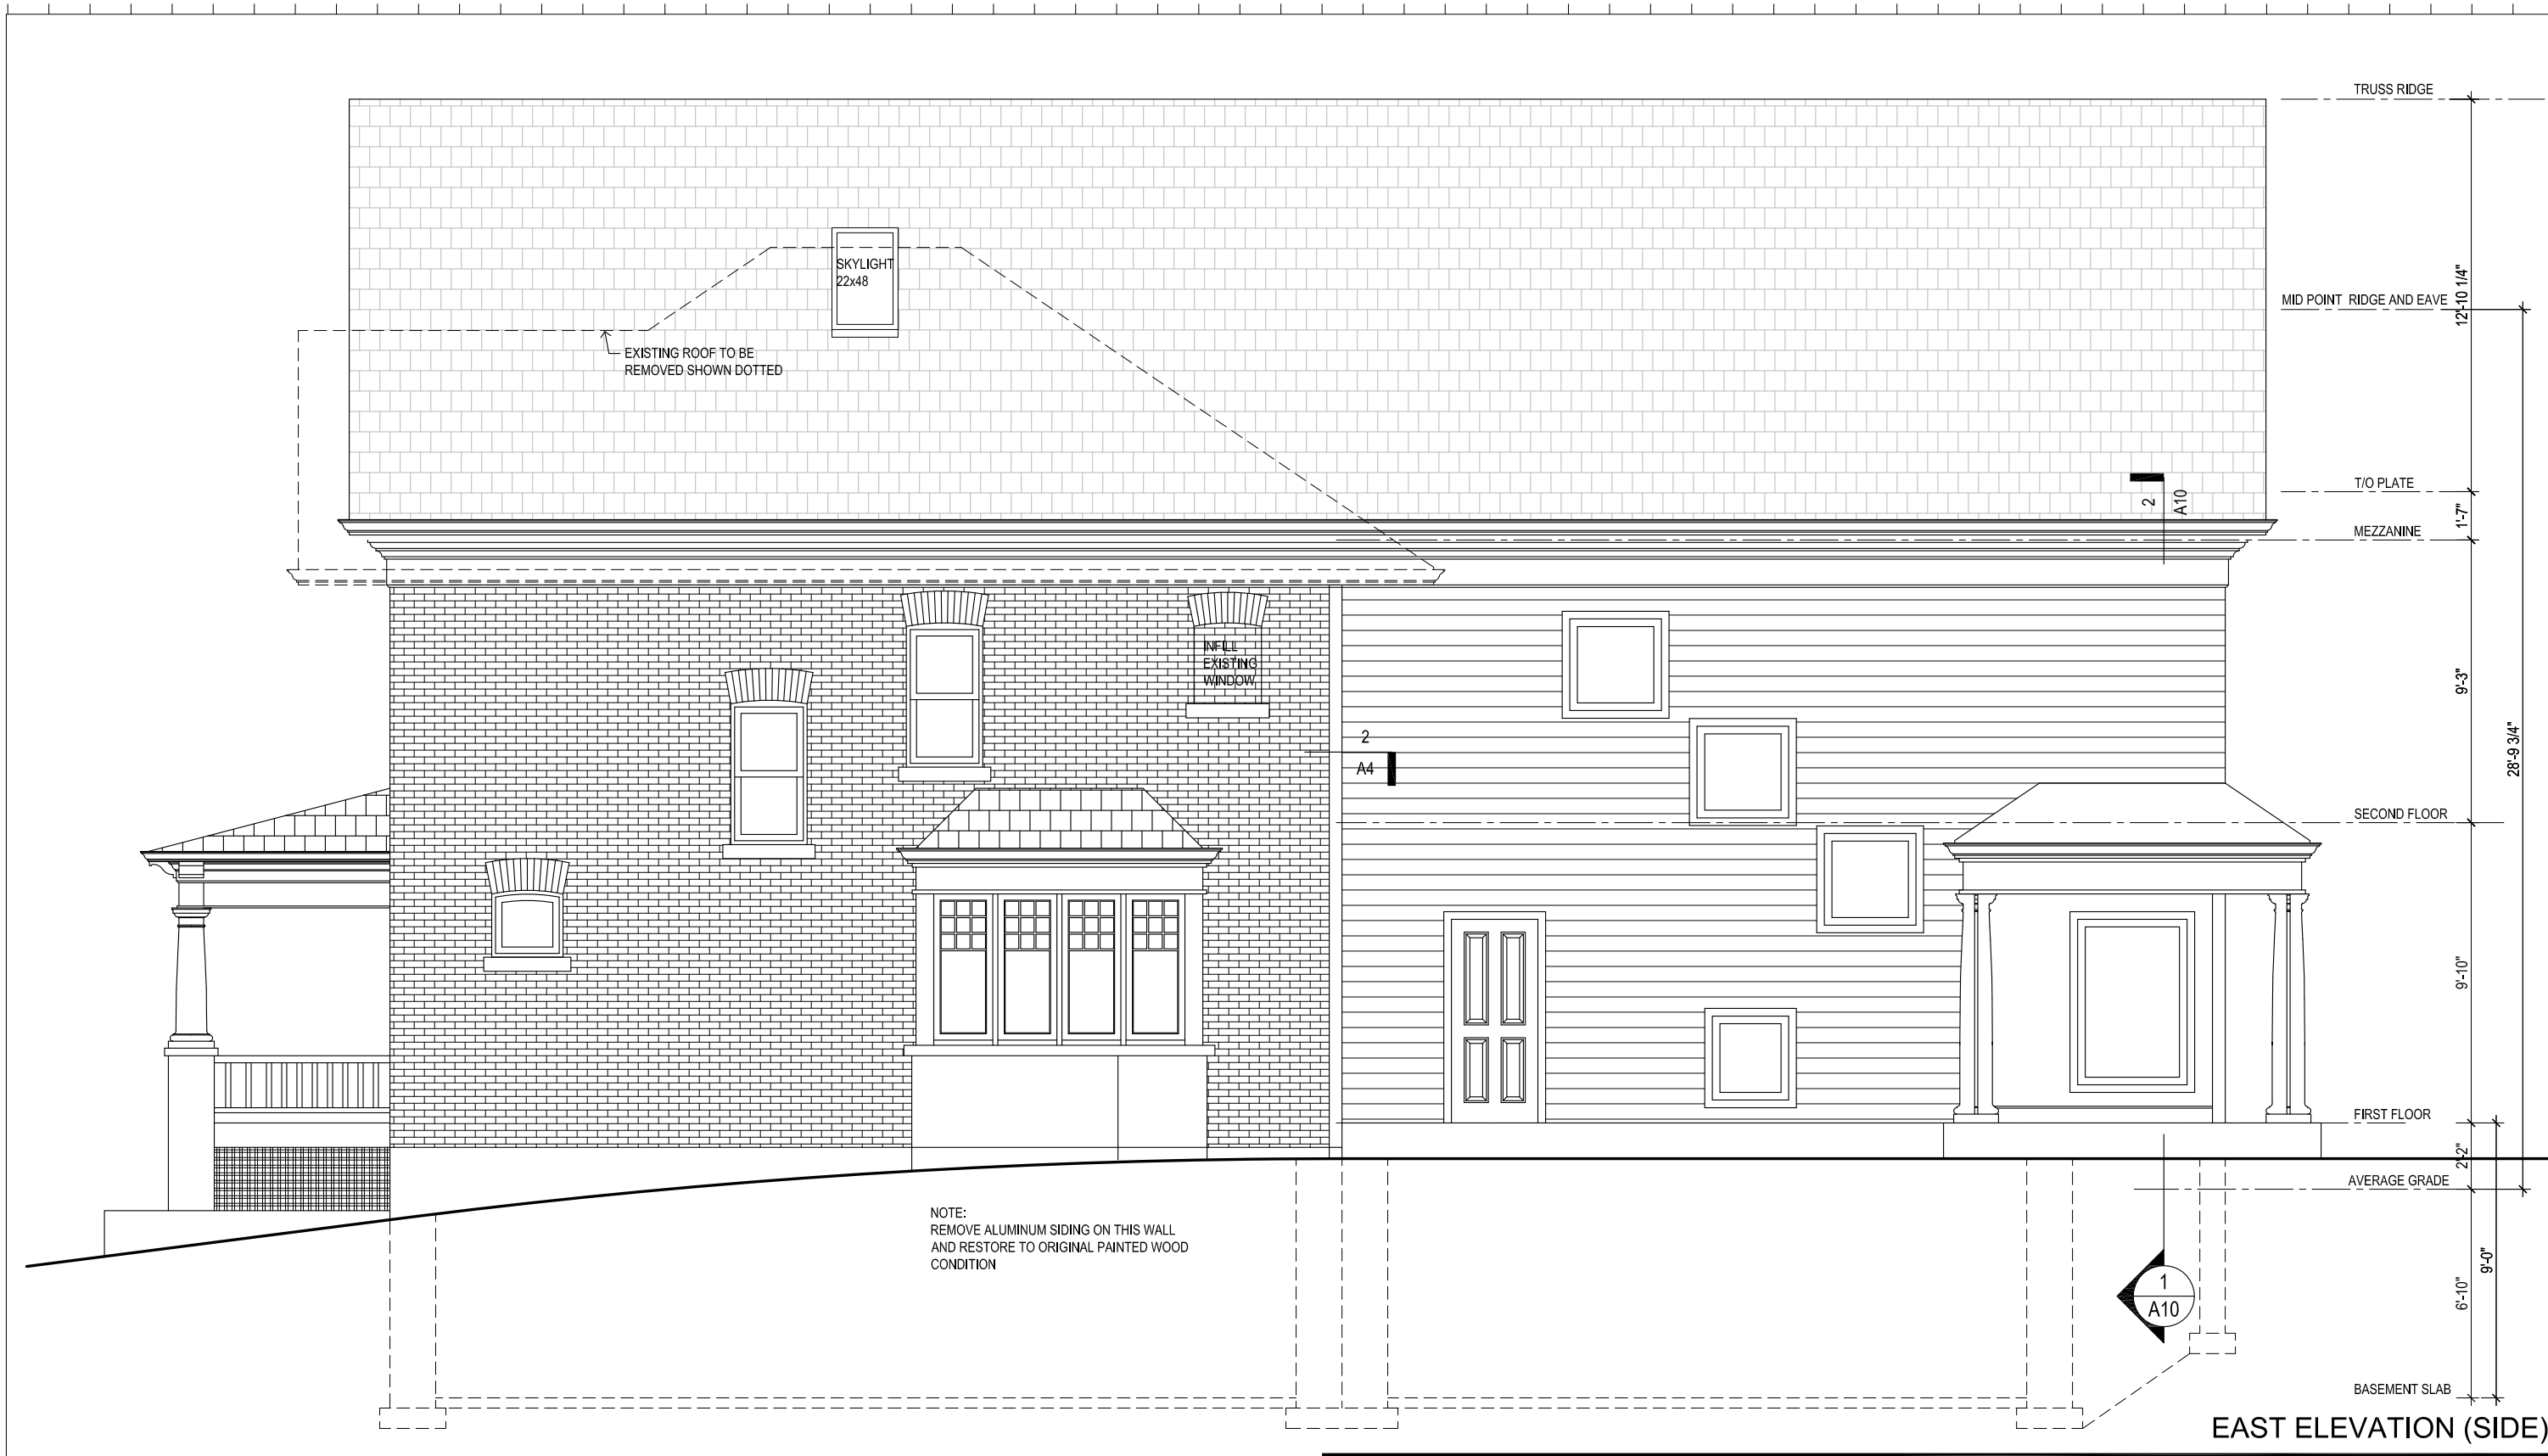 TRUSS RIDGE
SKYLIGHT
22x48
12'-10 1/4"
MID POINT  RIDGE AND EAVE
EXISTING ROOF TO BE
REMOVED SHOWN DOTTED
T/O PLATE
2
A10
1'-7"
MEZZANINE
INFILL
EXISTING
WINDOW
9'-3"
2
A4
28'-9 3/4"
SECOND FLOOR
9'-10"
FIRST FLOOR
2'-2"
AVERAGE GRADE
NOTE:
REMOVE ALUMINUM SIDING ON THIS WALL
AND RESTORE TO ORIGINAL PAINTED WOOD
CONDITION
9'-0"
1
A10
6'-10"
BASEMENT SLAB
EAST ELEVATION (SIDE)